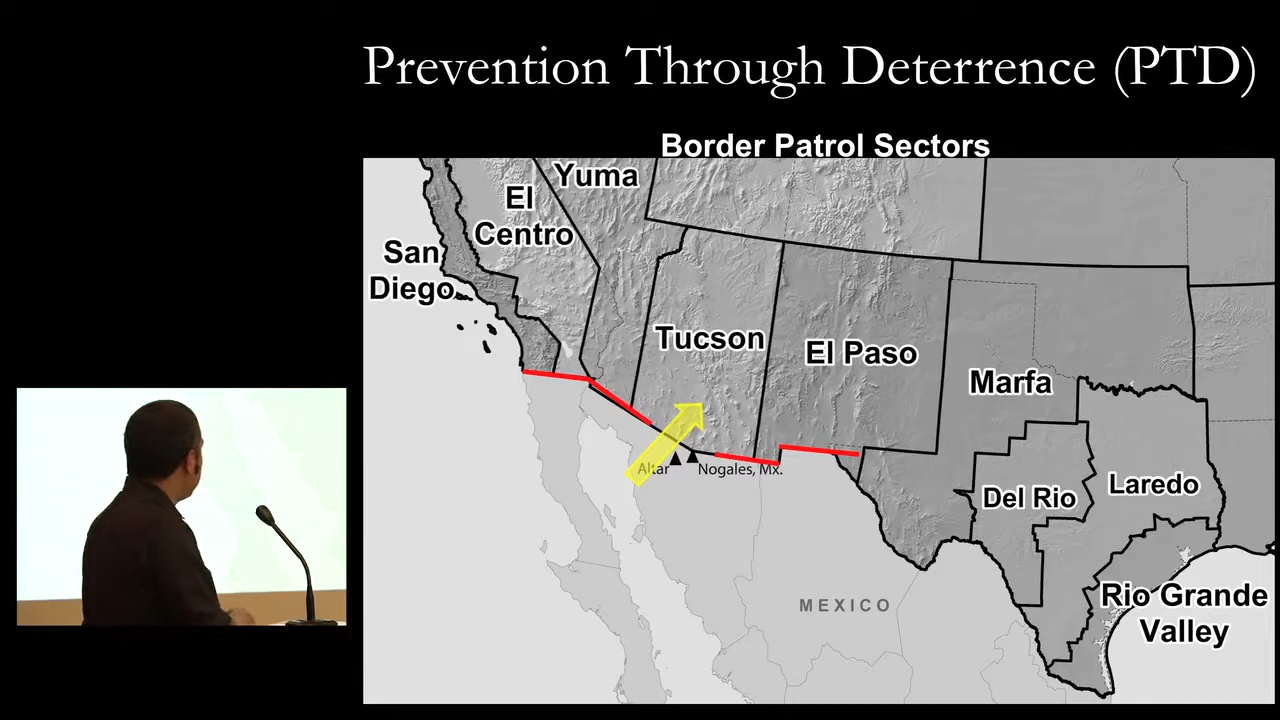 Prevention Through Deterrence (PTD)
Border Patrol Sectors
Yuma
El
Centro
San
Diego
Tucson
El Paso
Marfa
Altar
Nogales, Mx.
Del Rio
Laredo
MEXICO
Rio Grande
Valley